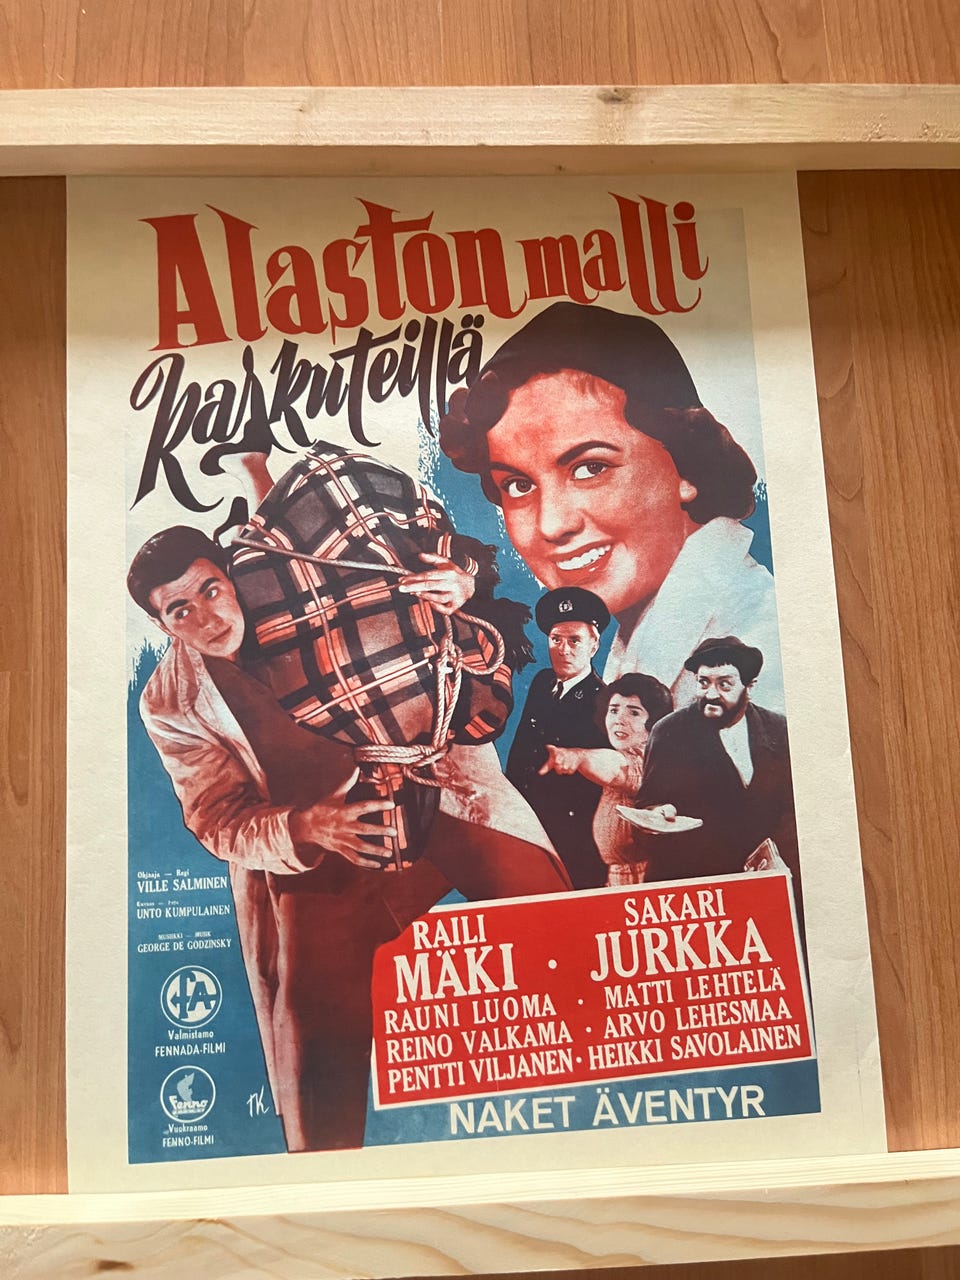 Alaston malli
karkuteillä
Ohjaaja — Regi
VILLE SALMINEN
Kuvaus — Foto
UNTO KUMPULAINEN
MUSIIKKI — MUSIK
GEORGE DE GODZINSKY
Valmistamo
FENNADA-FILMI
Fenno
Vuokraamo
FENNO-FILMI
TK
RAILI
MÄKI
·
SAKARI
JURKKA
RAUNI LUOMA · MATTI LEHTELÄ
REINO VALKAMA · ARVO LEHESMAA
PENTTI VILJANEN · HEIKKI SAVOLAINEN
NAKET ÄVENTYR